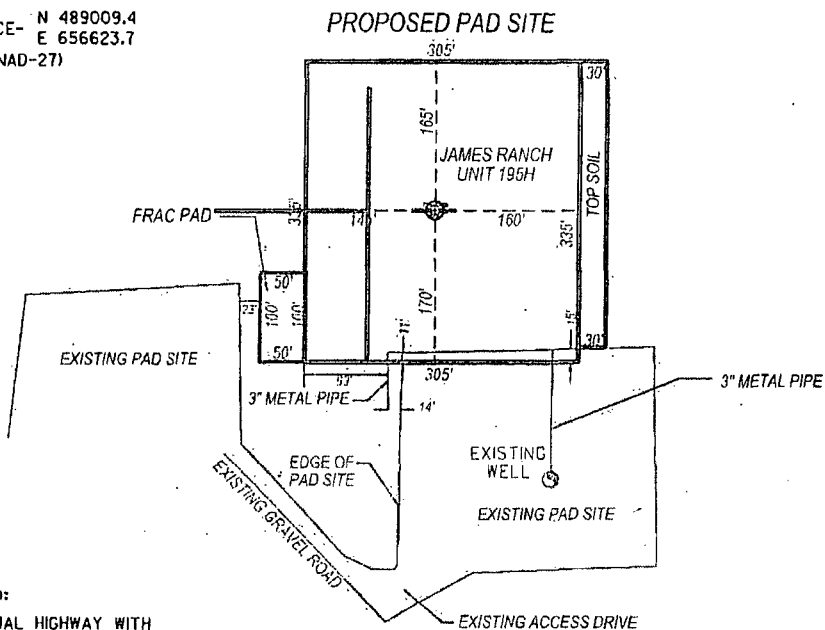 CE- N 489009.4
E 656623.7
NAD-27)
PROPOSED PAD SITE
305'
30'
165'
JAMES RANCH
UNIT 195H
TOP SOIL
FRAC PAD
335'
160'
335'
50'
23'
100'
100'
170'
11'
15'
EXISTING PAD SITE
50'
305'
30'
3" METAL PIPE
14'
3" METAL PIPE
EDGE OF
PAD SITE
EXISTING
WELL
EXISTING PAD SITE
EXISTING GRAVEL ROAD
UAL HIGHWAY WITH
EXISTING ACCESS DRIVE